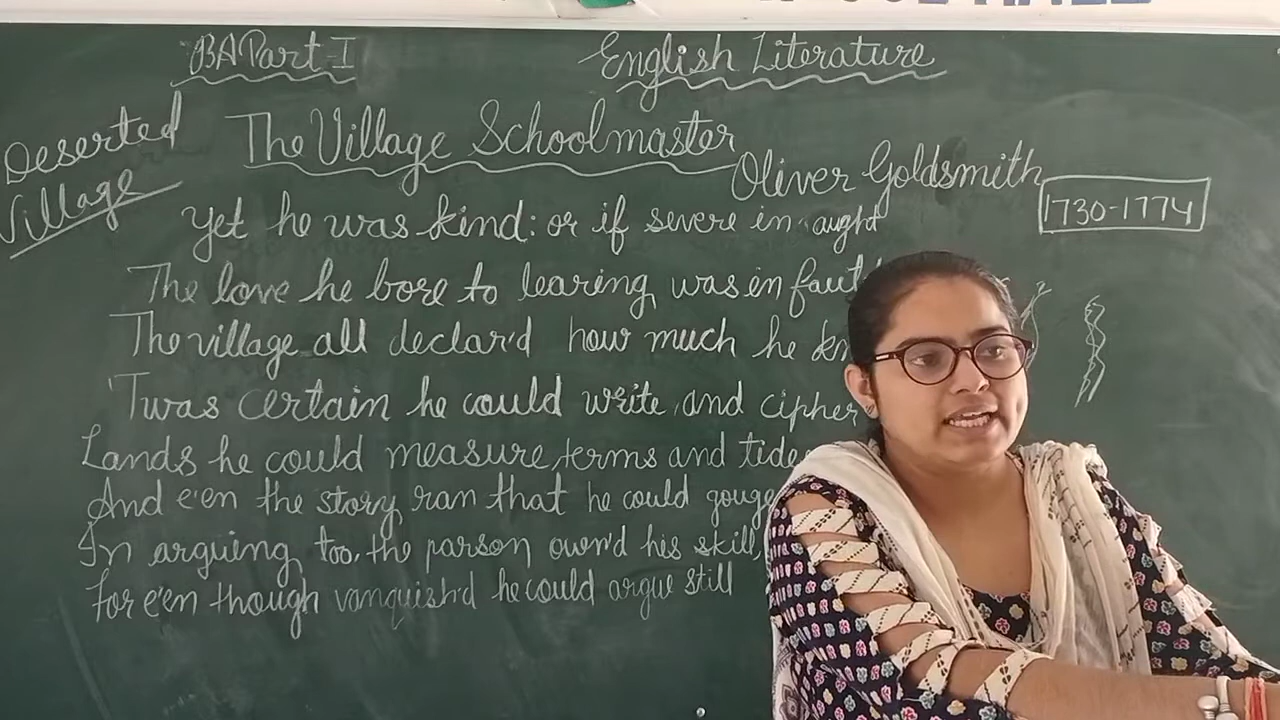 BA Part-I
English Literature
Deserted Village
The Village Schoolmaster
Oliver Goldsmith
1730-1774
Yet he was kind: or if severe in aught
The love he bore to learing was in faul
The village all declar'd how much he kn
'Twas certain he could write, and cipher
Lands he could measure, terms and tide
And e'en the story ran that he could gouge
In arguing too, the parson own'd his skill,
For e'en though vanquish'd he could argue still